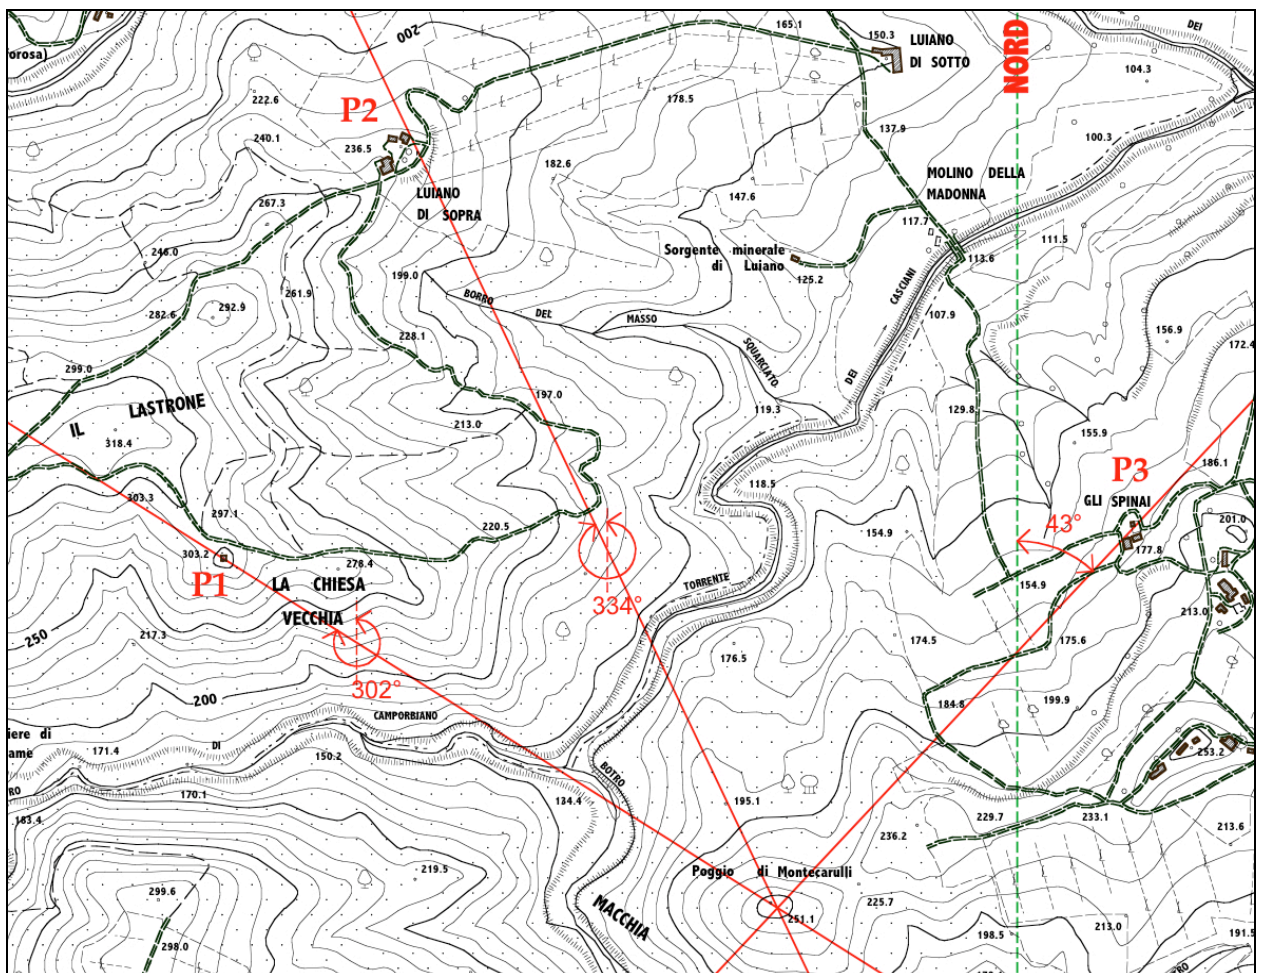 200
165.1
150.3
LUIANO
DI SOTTO
NORD
DEI
orosa)
104.3
222.6
P2
178.5
240.1
236.5
137.9
100.3
182.6
MOLINO DELLA
MADONNA
LUIANO
DI SOPRA
267.3
147.6
117.7
111.5
246.0
Sorgente minerale
di Luiano
113.6
199.0
125.2
CASCIANI
BORRO
DEL
MASSO
SQUARCIATO
DEI
292.9
261.9
282.6
107.9
228.1
156.9
172.4
299.0
IL LASTRONE
197.0
119.3
129.8
213.0
318.4
155.9
P3
186.1
118.5
GLI SPINAI
303.3
297.1
220.5
154.9
43°
201.0
303.2
278.4
177.8
P1
LA CHIESA
VECCHIA
TORRENTE
154.9
334°
213.0
250
217.3
174.5
175.6
176.5
302°
200
184.8
199.9
CAMPORBIANO
DI
iere di
ame
171.4
150.2
253.2
RO
BOTRO
170.1
134.4
195.1
183.4
229.7
233.1
213.6
236.2
219.5
Poggio di Montecarulli
299.6
225.7
MACCHIA
251.1
213.0
198.5
191.5
298.0
RO